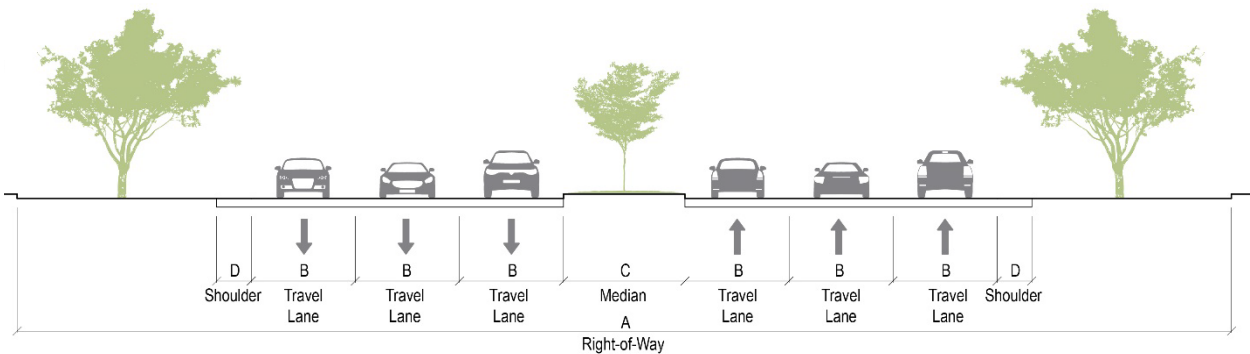 D B B B C B B B D
Shoulder Travel Travel Travel Median Travel Travel Travel Shoulder
Lane Lane Lane Lane Lane Lane
A
Right-of-Way